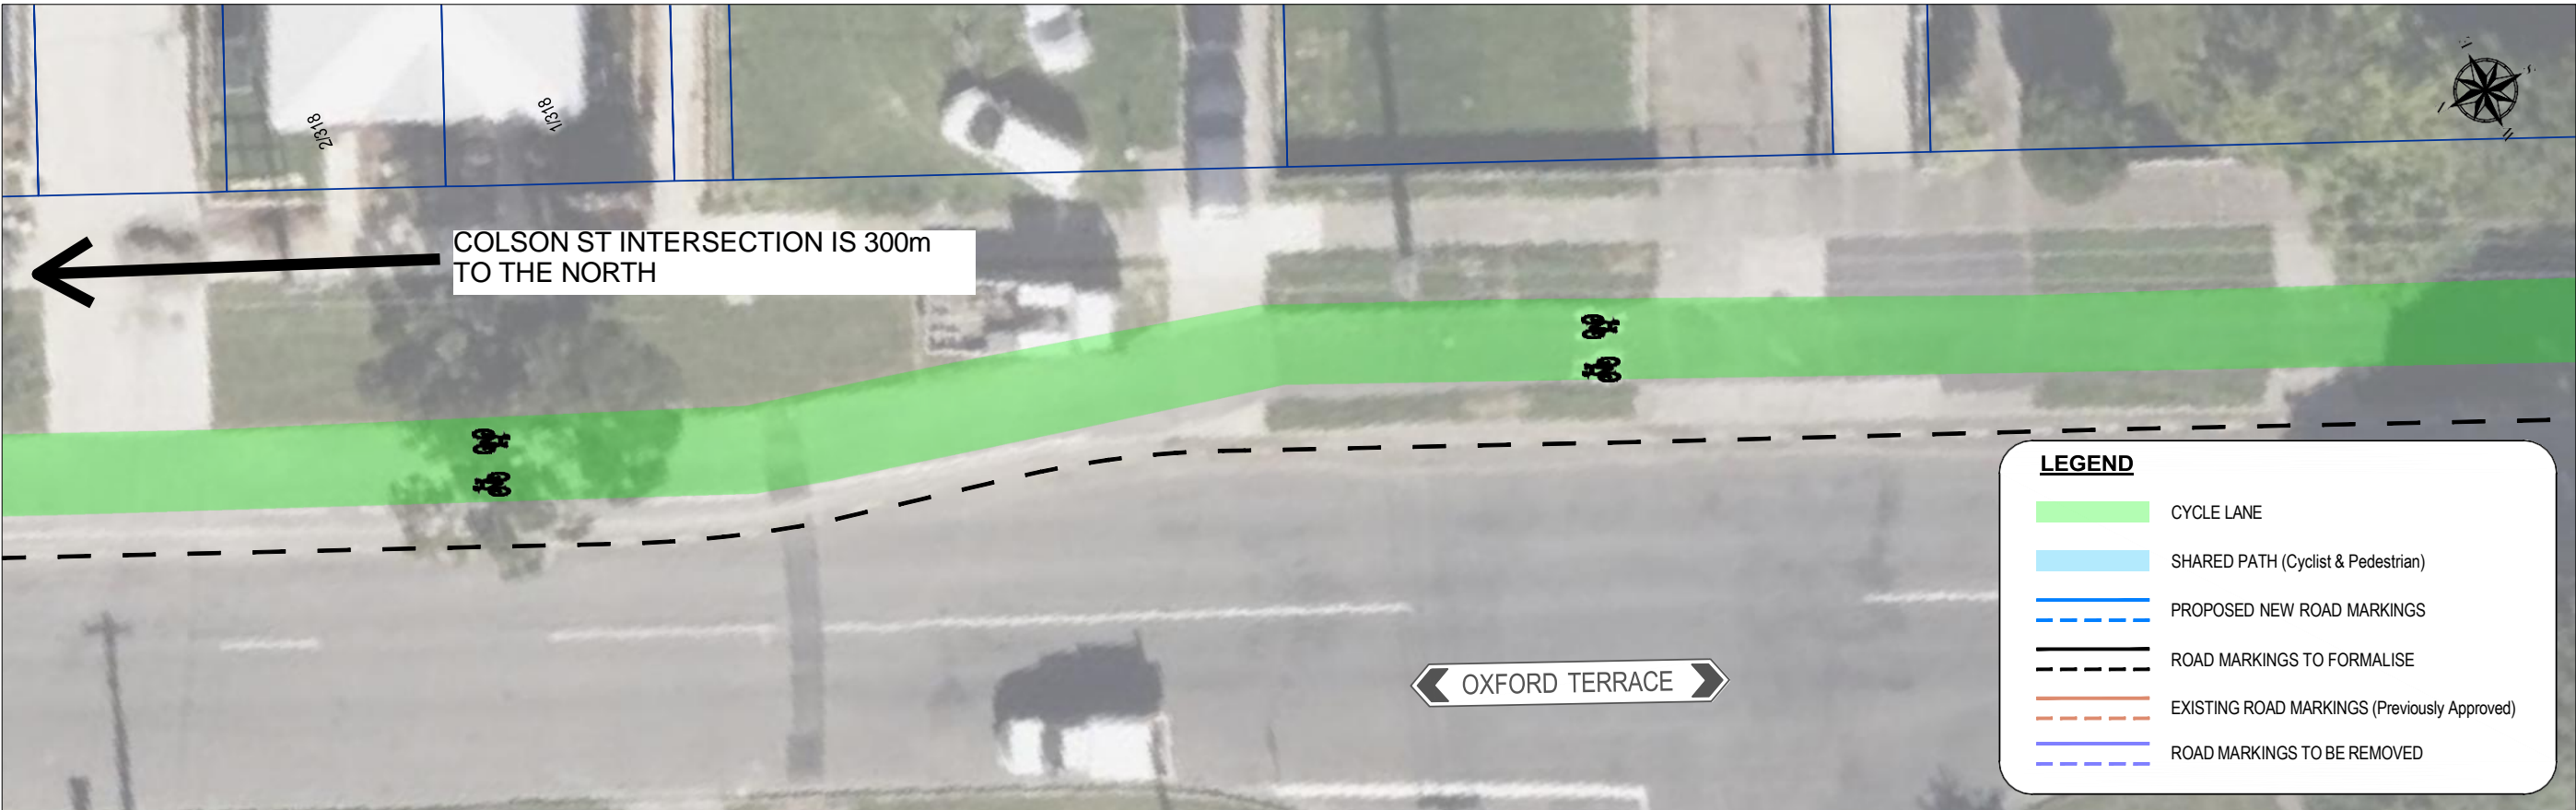 2/318
1/318
COLSON ST INTERSECTION IS 300m
TO THE NORTH
OXFORD TERRACE
LEGEND
CYCLE LANE
SHARED PATH (Cyclist & Pedestrian)
PROPOSED NEW ROAD MARKINGS
ROAD MARKINGS TO FORMALISE
EXISTING ROAD MARKINGS (Previously Approved)
ROAD MARKINGS TO BE REMOVED